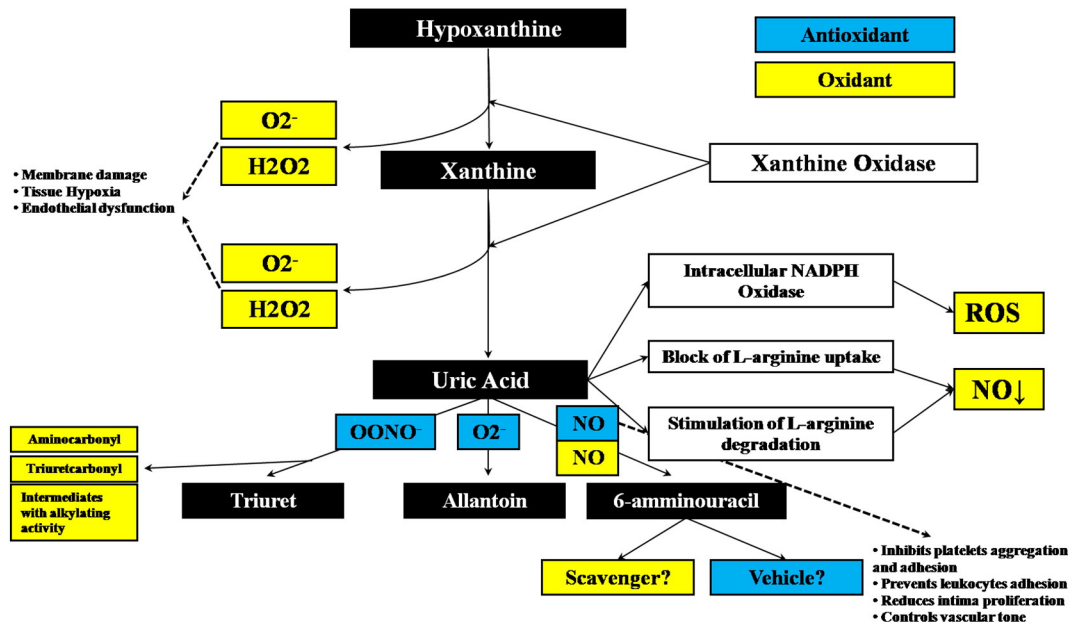 Hypoxanthine
Antioxidant
Oxidant
O2⁻
H2O2
Xanthine
Xanthine Oxidase
• Membrane damage
• Tissue Hypoxia
• Endothelial dysfunction
O2⁻
H2O2
Intracellular NADPH
Oxidase
ROS
Block of L-arginine uptake
NO↓
Uric Acid
Stimulation of L-arginine
degradation
OONO⁻
O2⁻
NO
NO
Aminocarbonyl
Triuretcarbonyl
Intermediates
with alkylating
activity
Triuret
Allantoin
6-amminouracil
Scavenger?
Vehicle?
• Inhibits platelets aggregation
and adhesion
• Prevents leukocytes adhesion
• Reduces intima proliferation
• Controls vascular tone